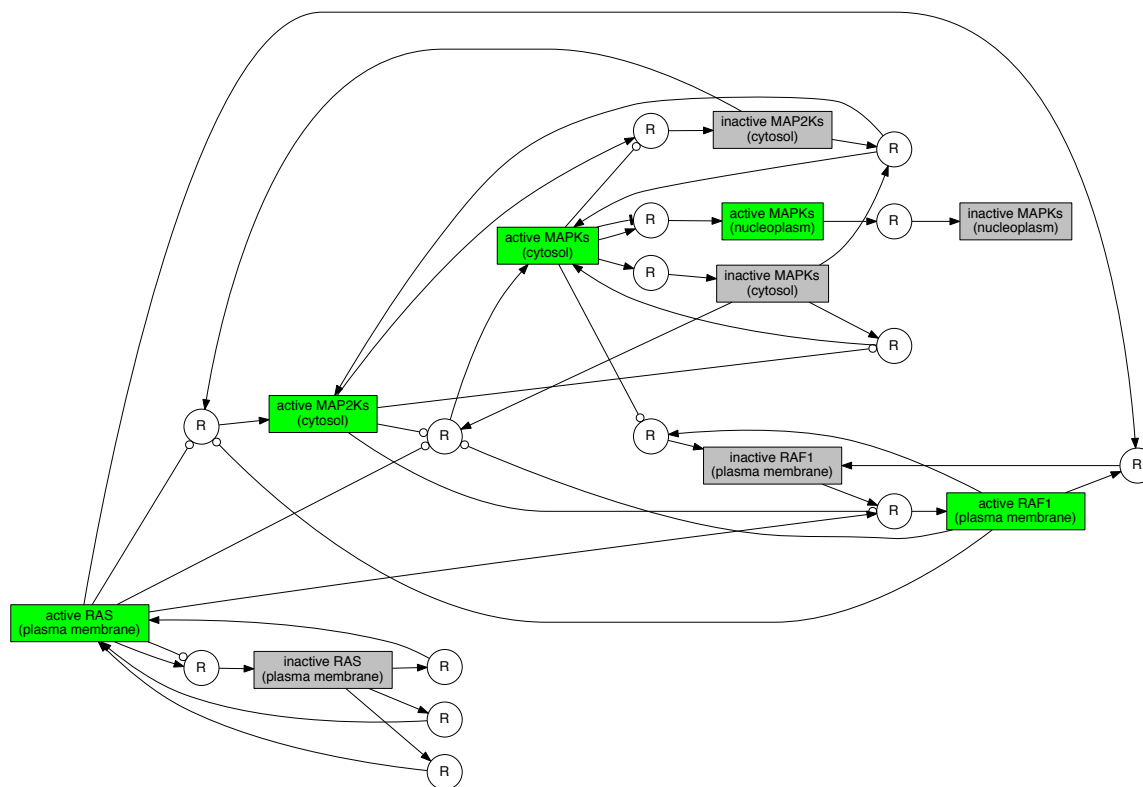 R
inactive MAP2Ks
(cytosol)
R
active MAPKs
(cytosol)
R
active MAPKs
(nucleoplasm)
R
inactive MAPKs
(nucleoplasm)
R
inactive MAPKs
(cytosol)
R
active MAP2Ks
(cytosol)
R
R
R
inactive RAF1
(plasma membrane)
R
R
active RAF1
(plasma membrane)
active RAS
(plasma membrane)
R
inactive RAS
(plasma membrane)
R
R
R